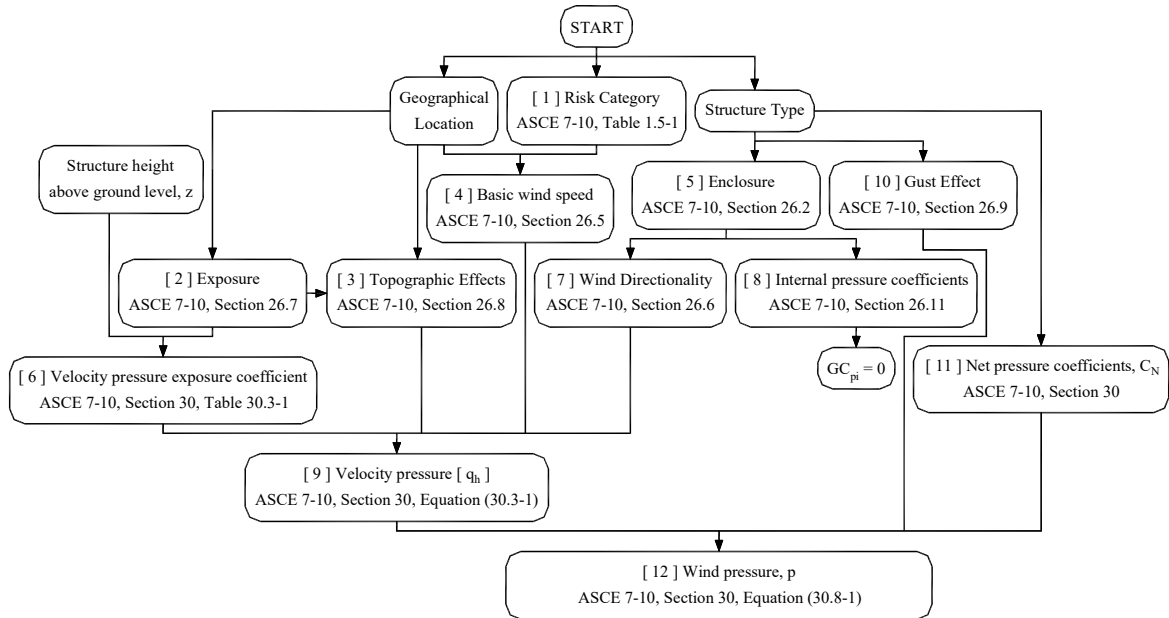 START
Geographical
Location
[ 1 ] Risk Category
ASCE 7-10, Table 1.5-1
Structure Type
Structure height
above ground level, z
[ 4 ] Basic wind speed
ASCE 7-10, Section 26.5
[ 5 ] Enclosure
ASCE 7-10, Section 26.2
[ 10 ] Gust Effect
ASCE 7-10, Section 26.9
[ 2 ] Exposure
ASCE 7-10, Section 26.7
[ 3 ] Topographic Effects
ASCE 7-10, Section 26.8
[ 7 ] Wind Directionality
ASCE 7-10, Section 26.6
[ 8 ] Internal pressure coefficients
ASCE 7-10, Section 26.11
[ 6 ] Velocity pressure exposure coefficient
ASCE 7-10, Section 30, Table 30.3-1
GCpi = 0
[ 11 ] Net pressure coefficients, CN
ASCE 7-10, Section 30
[ 9 ] Velocity pressure [ qh ]
ASCE 7-10, Section 30, Equation (30.3-1)
[ 12 ] Wind pressure, p
ASCE 7-10, Section 30, Equation (30.8-1)